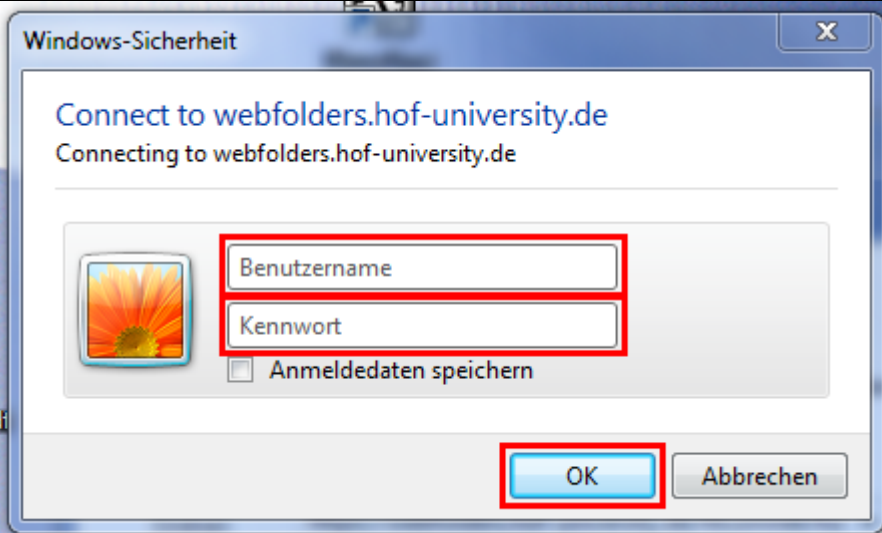 Windows-Sicherheit
Connect to webfolders.hof-university.de
Connecting to webfolders.hof-university.de
Benutzername
Kennwort
Anmeldedaten speichern
OK
Abbrechen